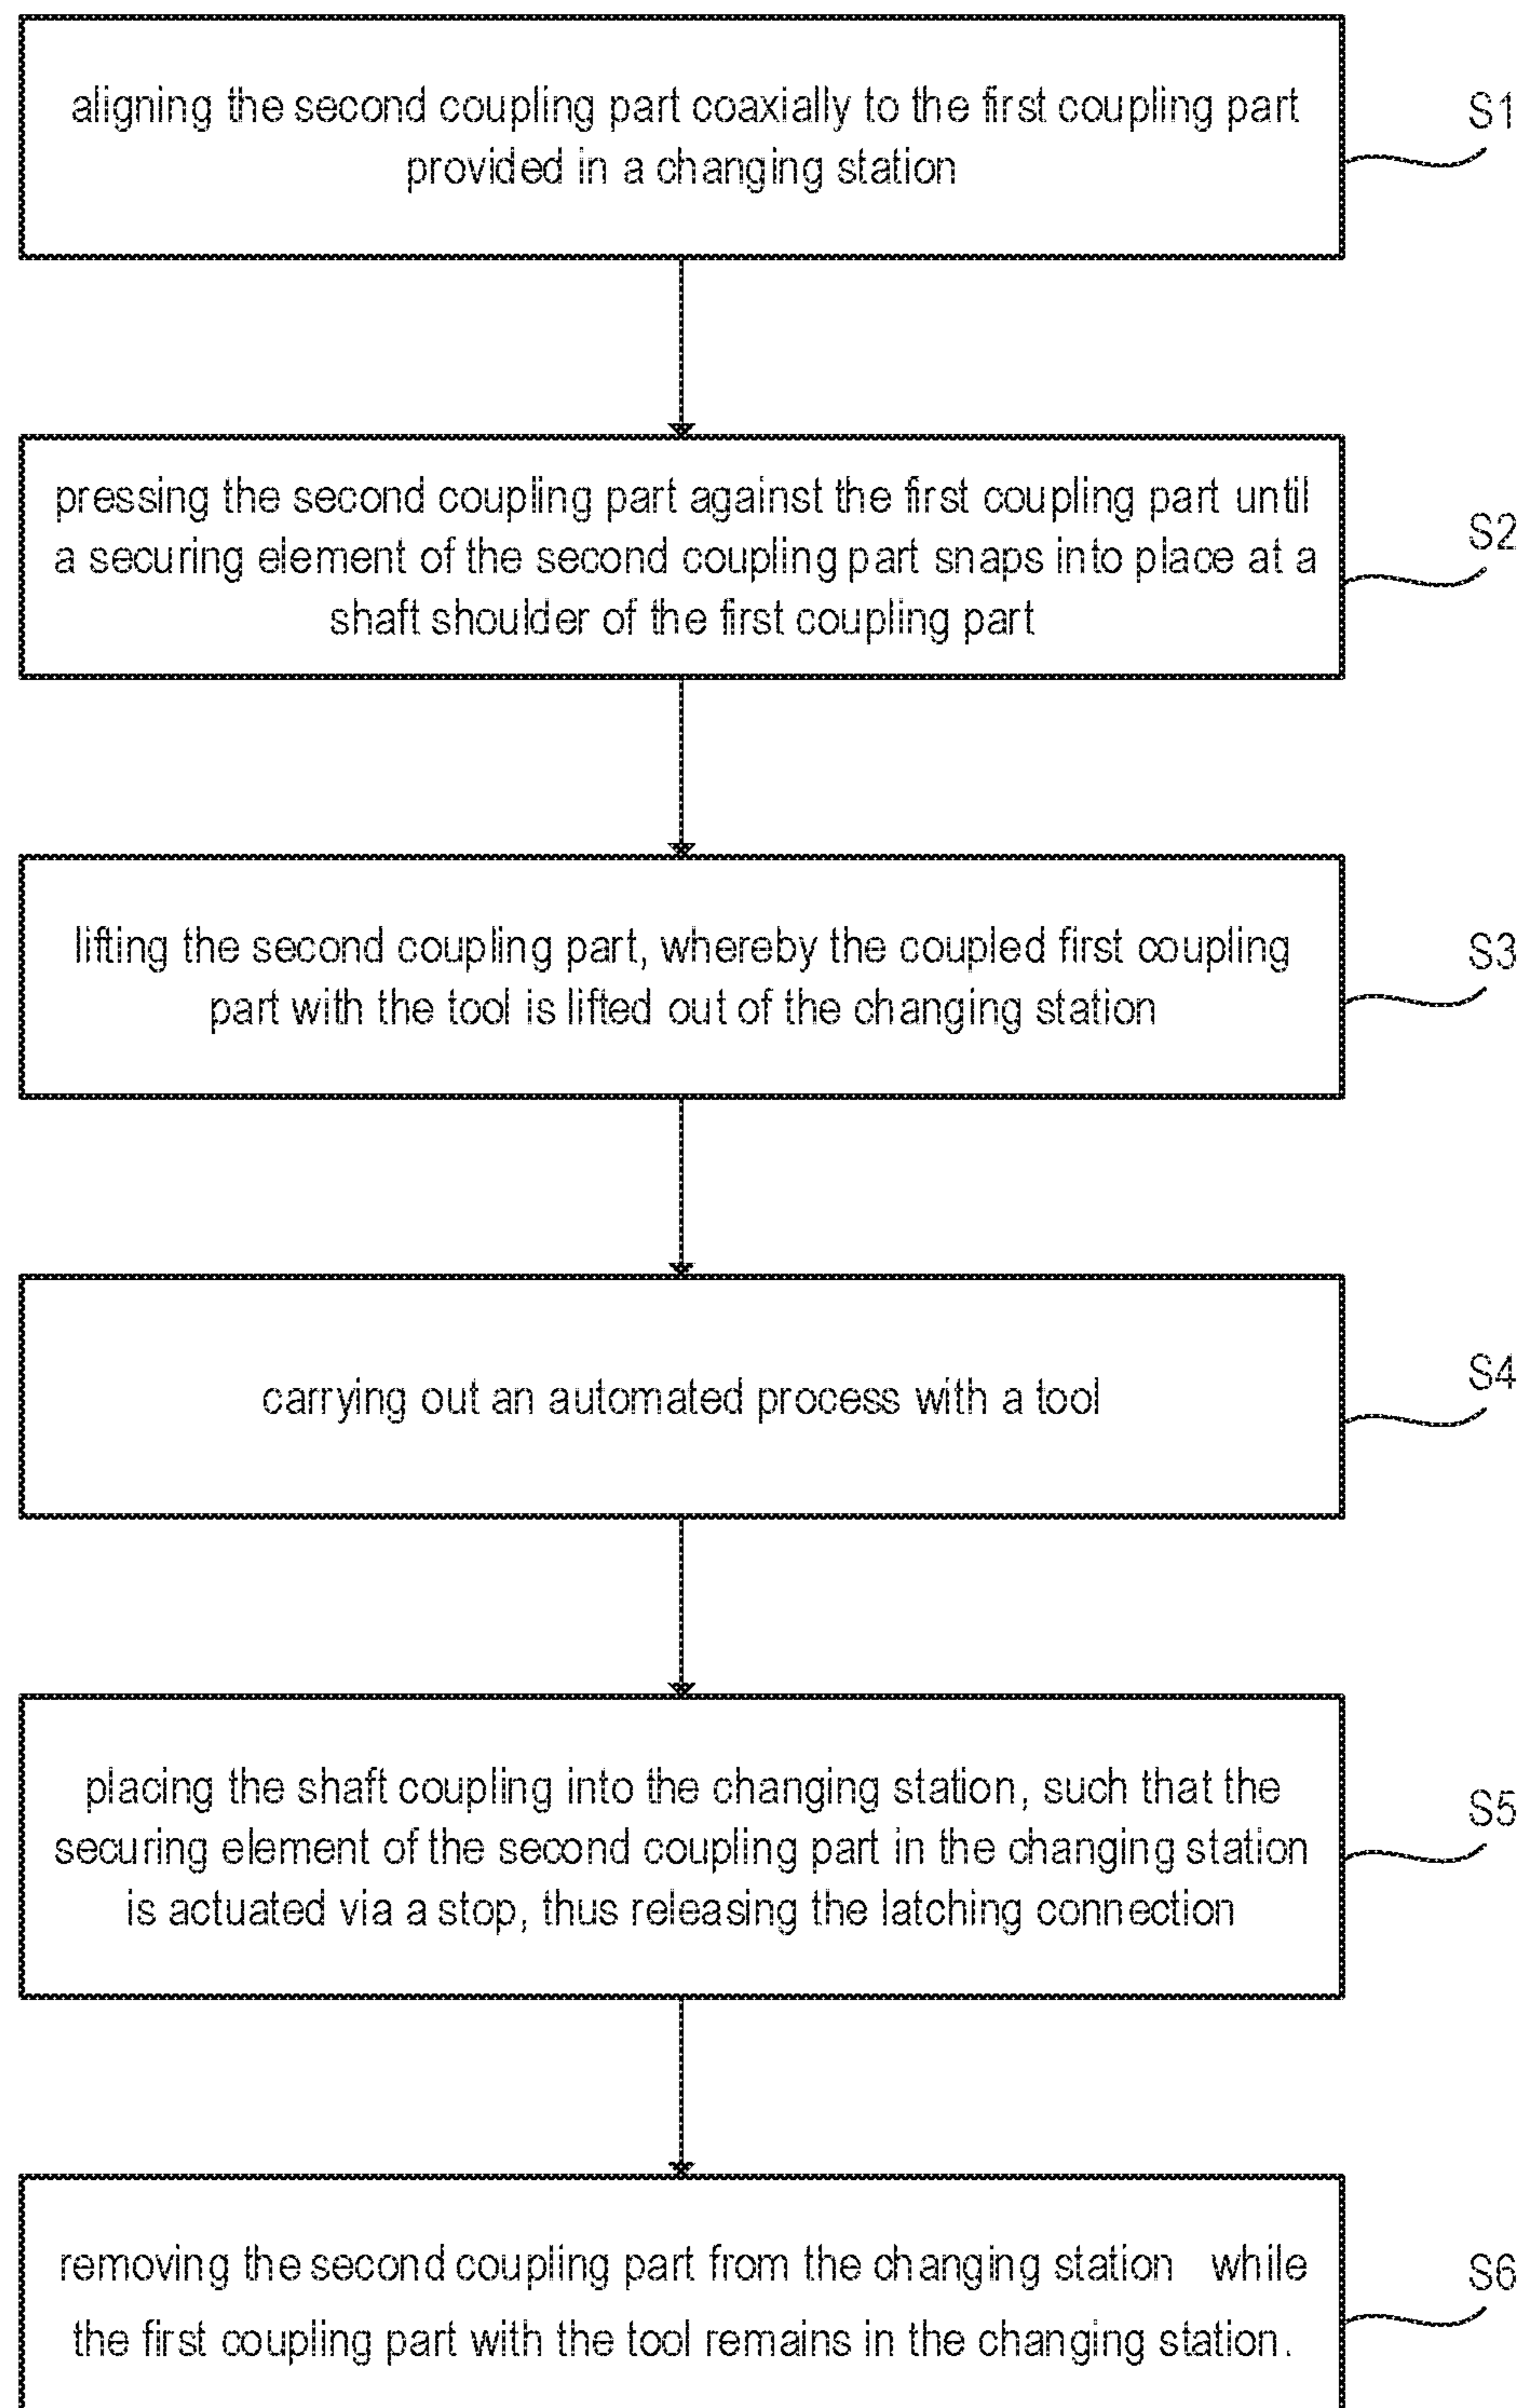 aligning the second coupling part coaxially to the first coupling part
provided in a changing station
S1
pressing the second coupling part against the first coupling part until
a securing element of the second coupling part snaps into place at a
shaft shoulder of the first coupling part
S2
lifting the second coupling part, whereby the coupled first coupling
part with the tool is lifted out of the changing station
S3
carrying out an automated process with a tool
S4
placing the shaft coupling into the changing station, such that the
securing element of the second coupling part in the changing station
is actuated via a stop, thus releasing the latching connection
S5
removing the second coupling part from the changing station while
the first coupling part with the tool remains in the changing station.
S6